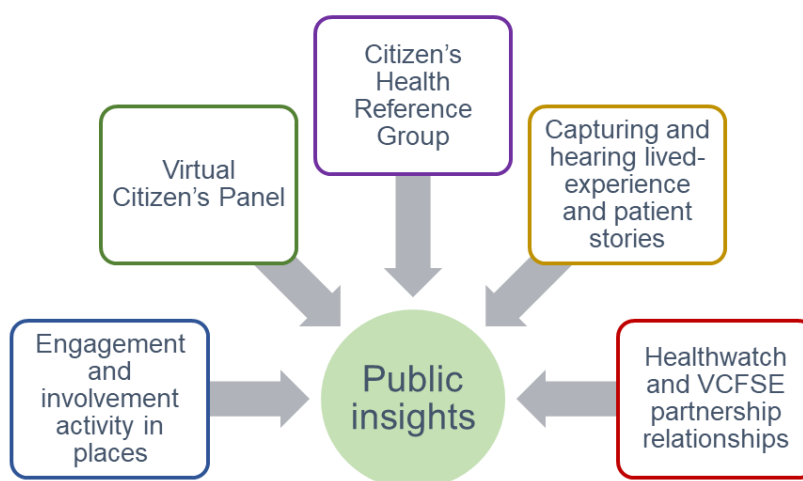 Citizen’s
Health
Reference
Group
Virtual
Citizen’s Panel
Capturing and
hearing lived-
experience
and patient
stories
Engagement
and
involvement
activity in
places
Public
insights
Healthwatch
and VCFSE
partnership
relationships